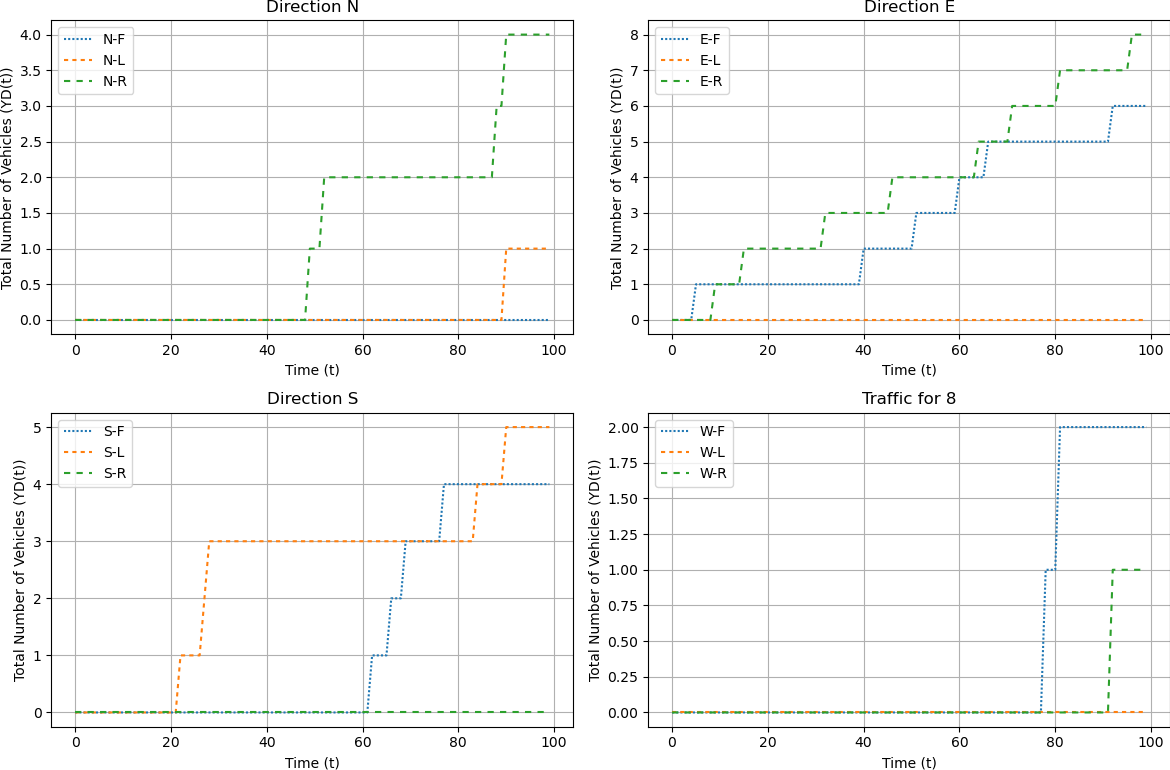 Direction N
Total Number of Vehicles (YD(t))
4.0
3.5
3.0
2.5
2.0
1.5
1.0
0.5
0.0
N-F
N-L
N-R
0 20 40 60 80 100
Time (t)
Direction E
Total Number of Vehicles (YD(t))
8
7
6
5
4
3
2
1
0
E-F
E-L
E-R
0 20 40 60 80 100
Time (t)
Direction S
Total Number of Vehicles (YD(t))
5
4
3
2
1
0
S-F
S-L
S-R
0 20 40 60 80 100
Time (t)
Traffic for 8
Total Number of Vehicles (YD(t))
2.00
1.75
1.50
1.25
1.00
0.75
0.50
0.25
0.00
W-F
W-L
W-R
0 20 40 60 80 100
Time (t)